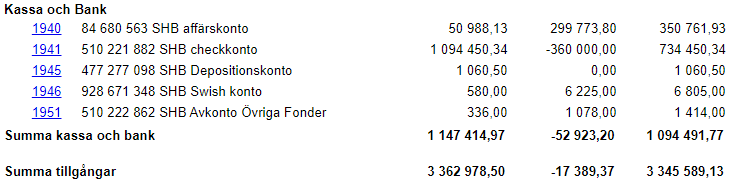 Kassa och Bank
1940 84 680 563 SHB affärskonto 50 988,13 299 773,80 350 761,93
1941 510 221 882 SHB checkkonto 1 094 450,34 -360 000,00 734 450,34
1945 477 277 098 SHB Depositionskonto 1 060,50 0,00 1 060,50
1946 928 671 348 SHB Swish konto 580,00 6 225,00 6 805,00
1951 510 222 862 SHB Avkonto Övriga Fonder 336,00 1 078,00 1 414,00
Summa kassa och bank 1 147 414,97 -52 923,20 1 094 491,77
Summa tillgångar 3 362 978,50 -17 389,37 3 345 589,13